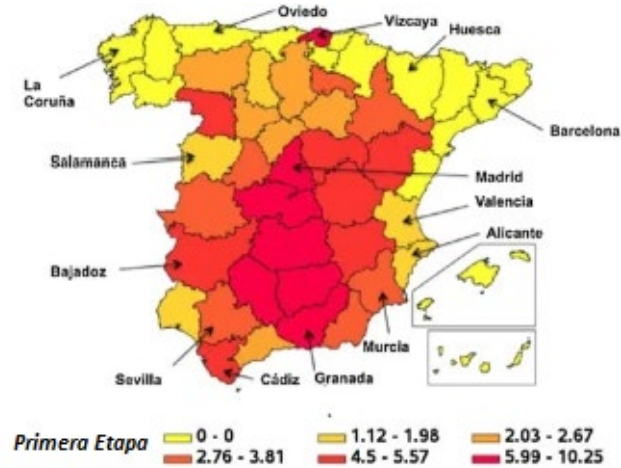 Oviedo
Vizcaya
Huesca
La
Coruña
Barcelona
Salamanca
Madrid
Valencia
Alicante
Bajadoz
Murcia
Sevilla
Cádiz
Granada
Primera Etapa
0 - 0
1.12 - 1.98
2.03 - 2.67
2.76 - 3.81
4.5 - 5.57
5.99 - 10.25